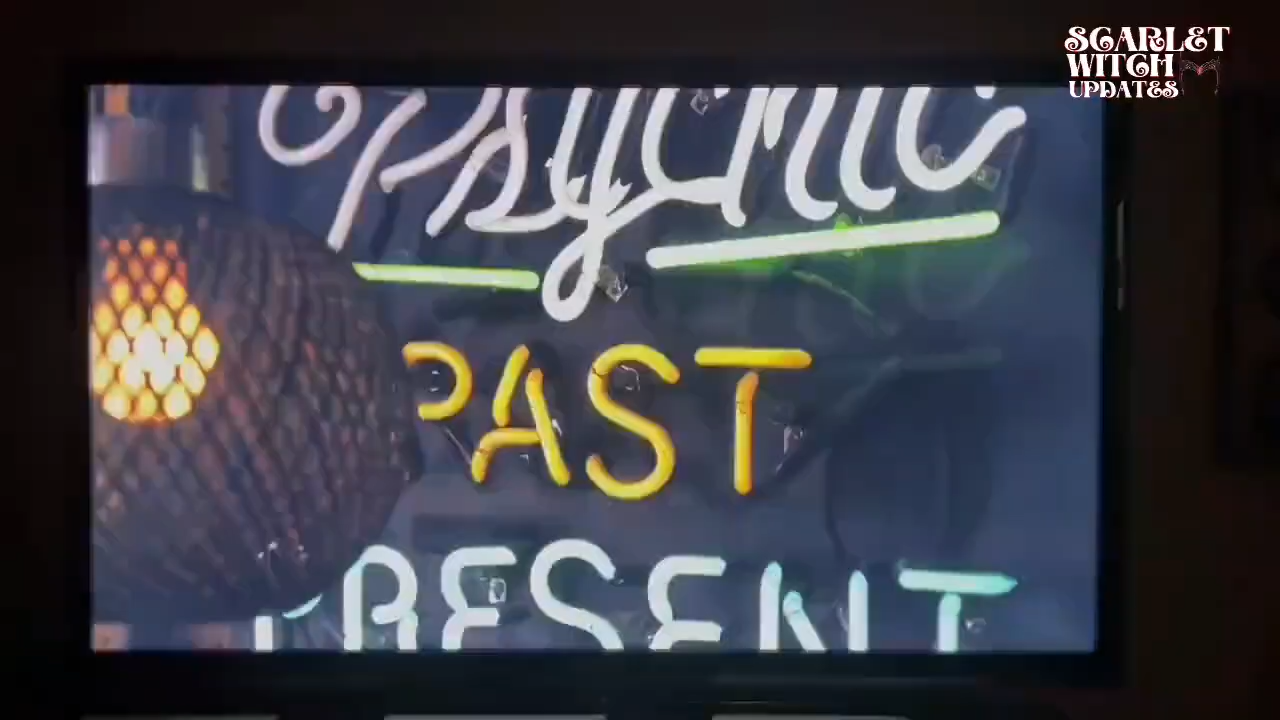 SCARLET
WITCH
UPDATES
Psychic
PAST
PRESENT